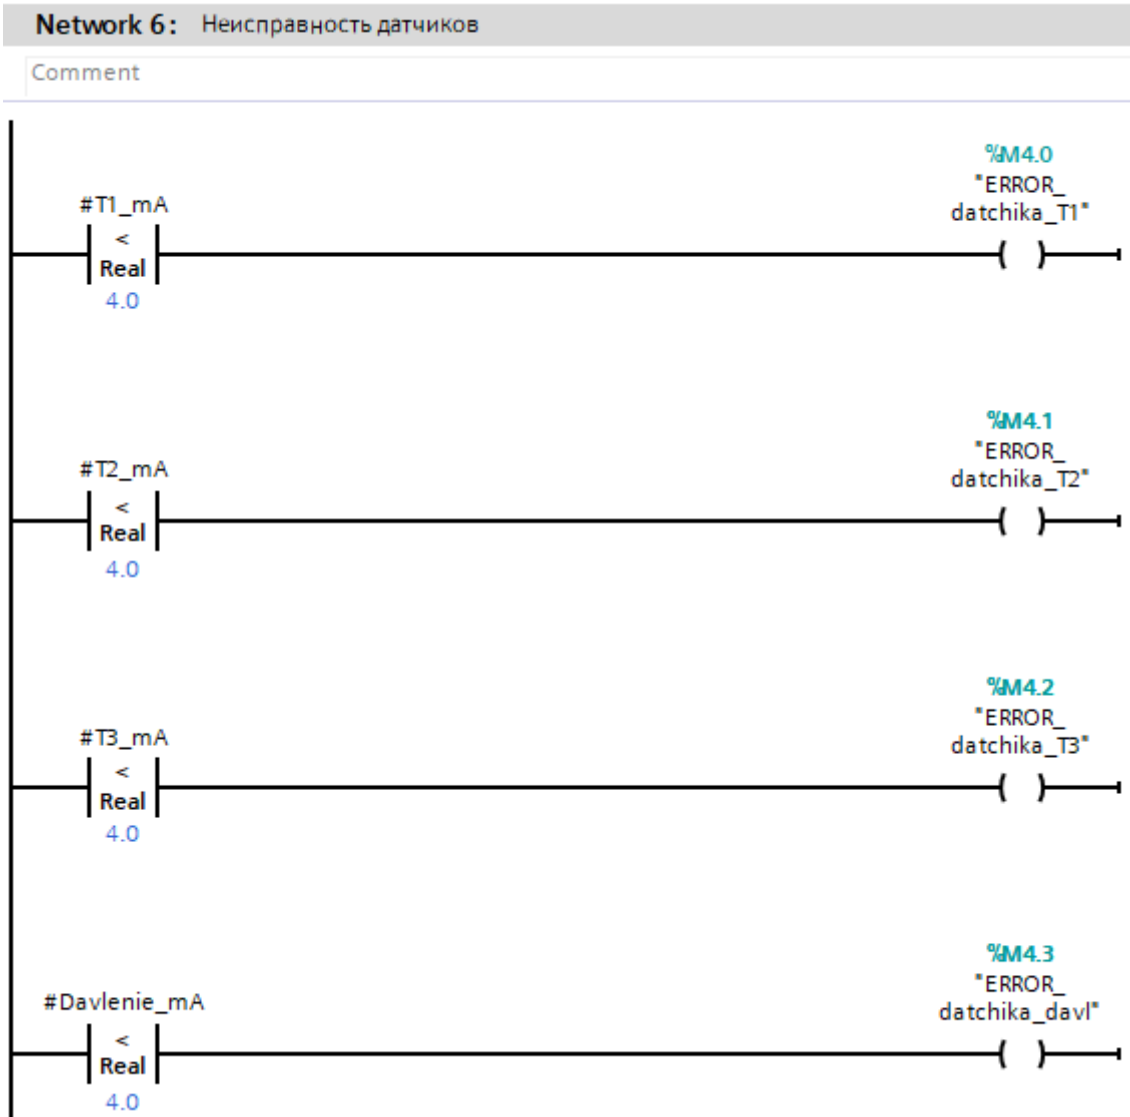 Network 6: Неисправность датчиков
Comment
%M4.0
"ERROR_
datchika_T1"
#T1_mA
<
Real
4.0
%M4.1
"ERROR_
datchika_T2"
#T2_mA
<
Real
4.0
%M4.2
"ERROR_
datchika_T3"
#T3_mA
<
Real
4.0
%M4.3
"ERROR_
datchika_davl"
#Davlenie_mA
<
Real
4.0